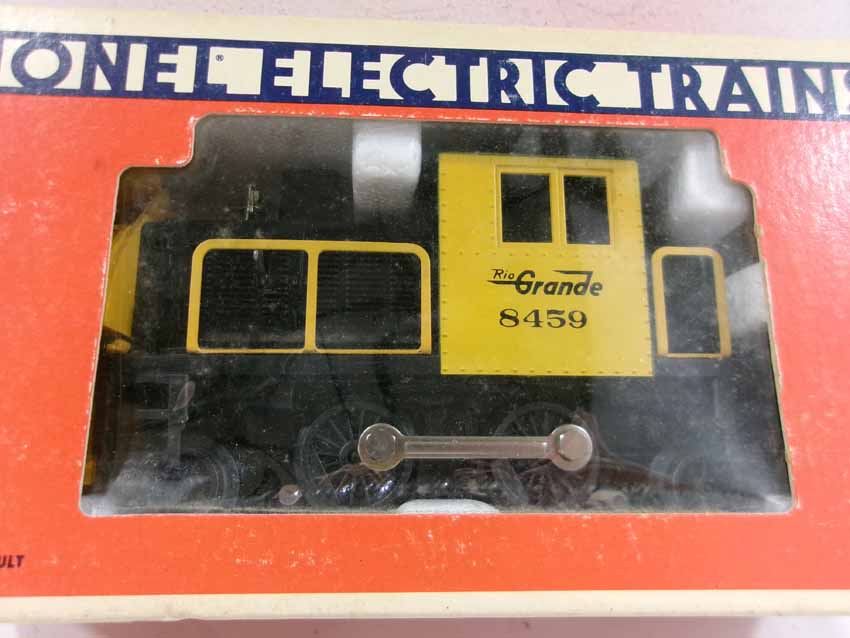 ONEL® ELECTRIC TRAINS
Rio
Grande
8459
ULT